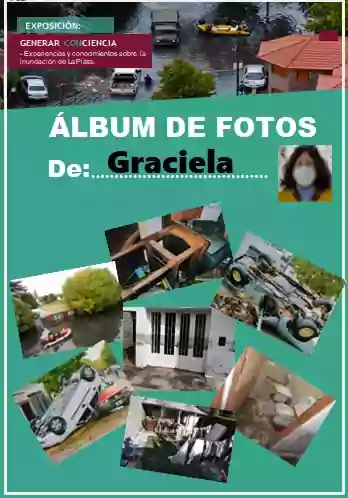 EXPOSICIÓN:
GENERAR CONCIENCIA
- Experiencias y conocimientos sobre la
inundación de La Plata.
ÁLBUM DE FOTOS
De:....Graciela....